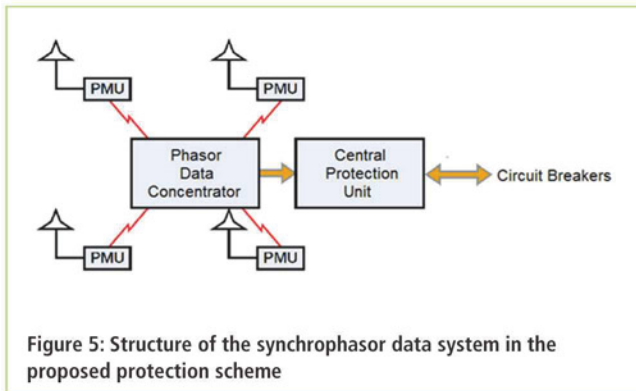 PMU
PMU
Phasor
Data
Concentrator
Central
Protection
Unit
Circuit Breakers
PMU
PMU
Figure 5: Structure of the synchrophasor data system in the
proposed protection scheme